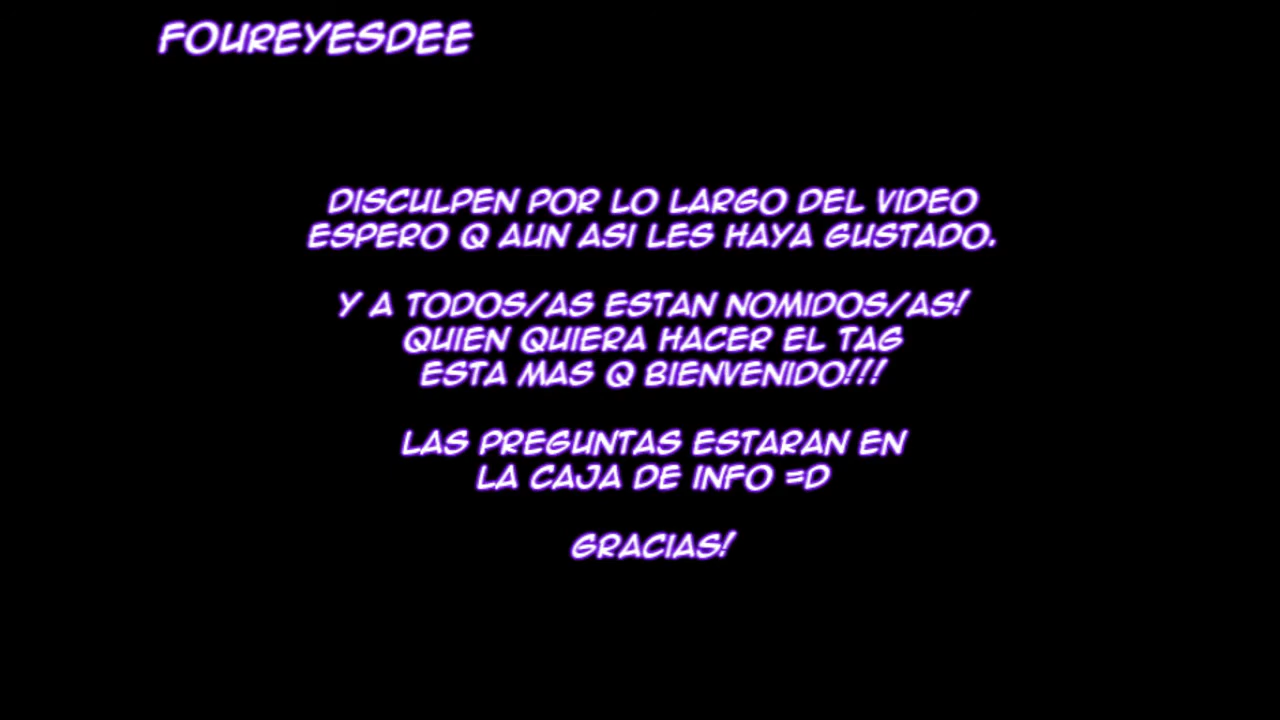 FOUREYESDEE
DISCULPEN POR LO LARGO DEL VIDEO
ESPERO Q AUN ASI LES HAYA GUSTADO.
Y A TODOS/AS ESTAN NOMIDOS/AS!
QUIEN QUIERA HACER EL TAG
ESTA MAS Q BIENVENIDO!!!
LAS PREGUNTAS ESTARAN EN
LA CAJA DE INFO =D
GRACIAS!